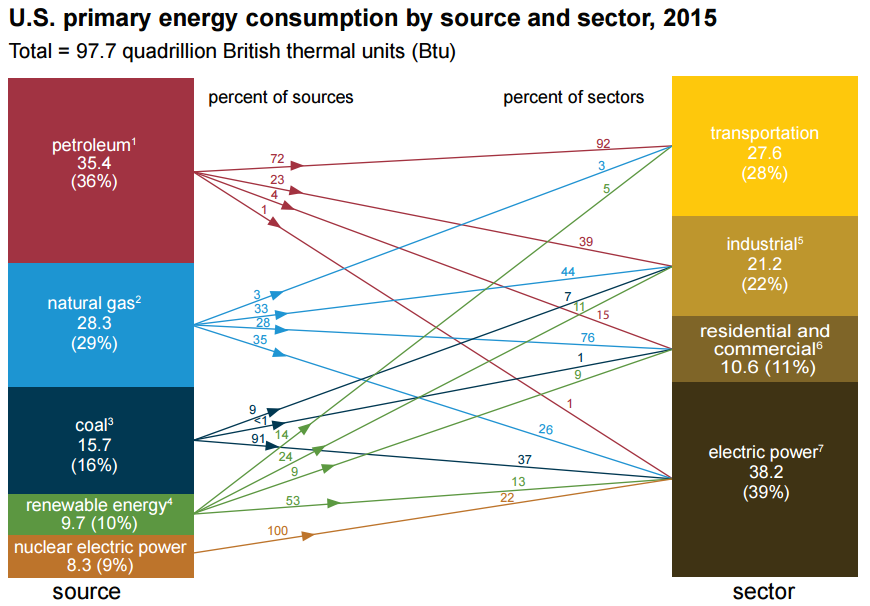 U.S. primary energy consumption by source and sector, 2015
Total = 97.7 quadrillion British thermal units (Btu)
percent of sources
percent of sectors
petroleum¹
35.4
(36%)
72
23
4
1
natural gas²
28.3
(29%)
3
33
28
35
coal³
15.7
(16%)
9
<1
91
renewable energy⁴
9.7 (10%)
14
24
9
53
nuclear electric power
8.3 (9%)
100
source
92
3
5
transportation
27.6
(28%)
39
44
7
11
industrial⁵
21.2
(22%)
15
76
1
9
residential and
commercial⁶
10.6 (11%)
1
26
37
13
22
electric power⁷
38.2
(39%)
sector